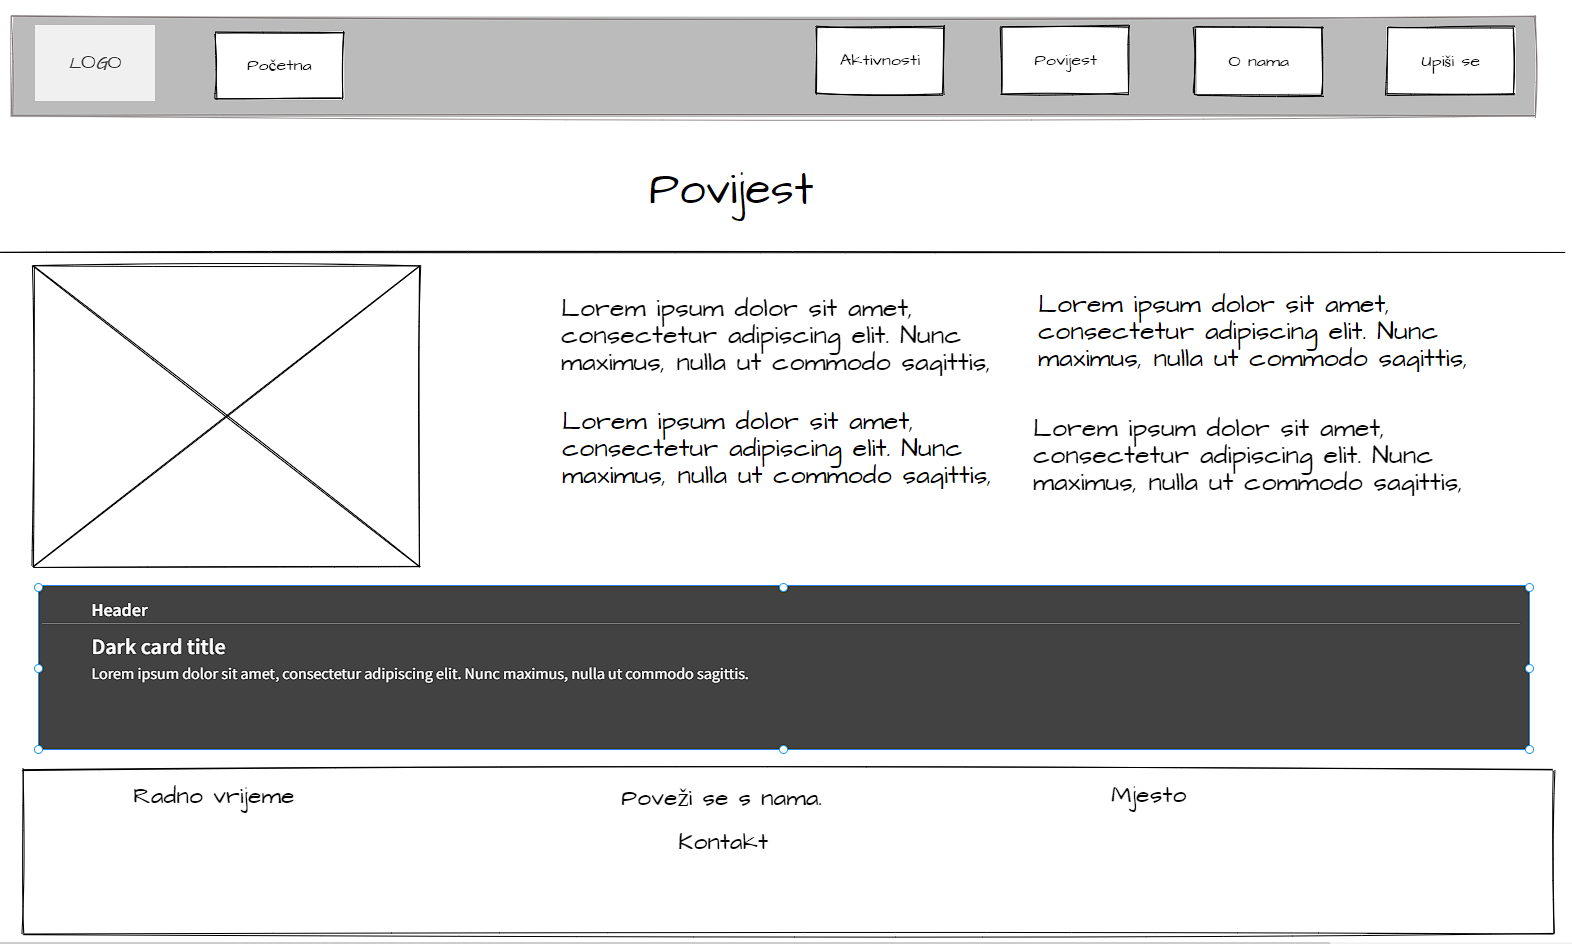 LOGO
Početna
Aktivnosti
Povijest
O nama
Upiši se
Povijest
Lorem ipsum dolor sit amet,
consectetur adipiscing elit. Nunc
maximus, nulla ut commodo sagittis,
Lorem ipsum dolor sit amet,
consectetur adipiscing elit. Nunc
maximus, nulla ut commodo sagittis,
Lorem ipsum dolor sit amet,
consectetur adipiscing elit. Nunc
maximus, nulla ut commodo sagittis,
Lorem ipsum dolor sit amet,
consectetur adipiscing elit. Nunc
maximus, nulla ut commodo sagittis,
Header
Dark card title
Lorem ipsum dolor sit amet, consectetur adipiscing elit. Nunc maximus, nulla ut commodo sagittis.
Radno vrijeme
Poveži se s nama.
Kontakt
Mjesto